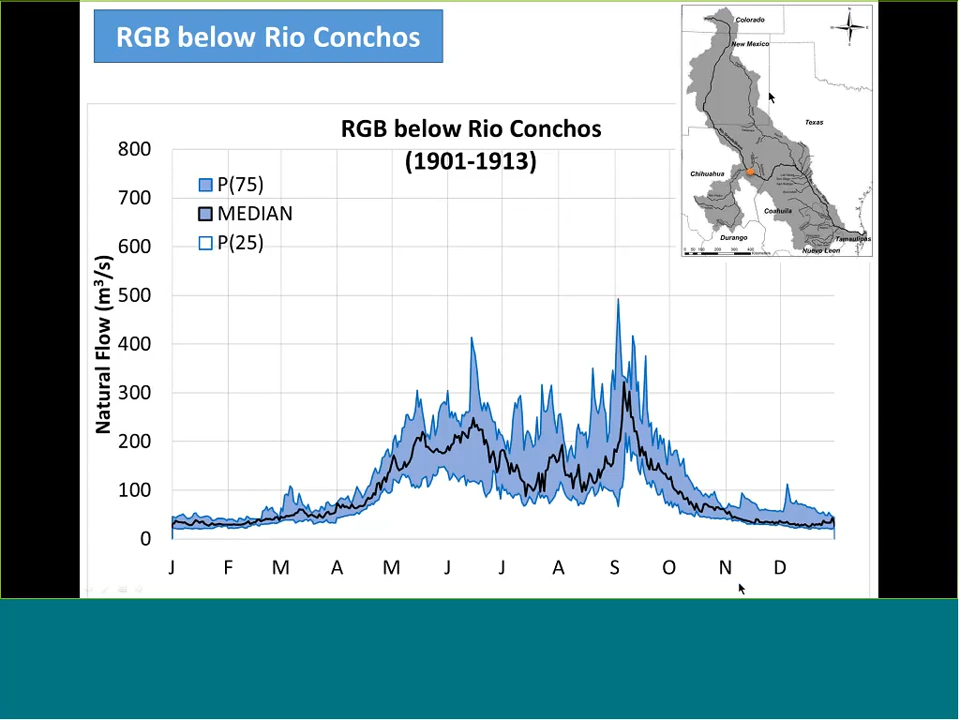 RGB below Rio Conchos
Colorado
New Mexico
Texas
Chihuahua
Coahuila
Durango
Tamaulipas
Nuevo Leon
RGB below Rio Conchos
(1901-1913)
800
700
600
500
400
300
200
100
0
Natural Flow (m³/s)
P(75)
MEDIAN
P(25)
J F M A M J J A S O N D